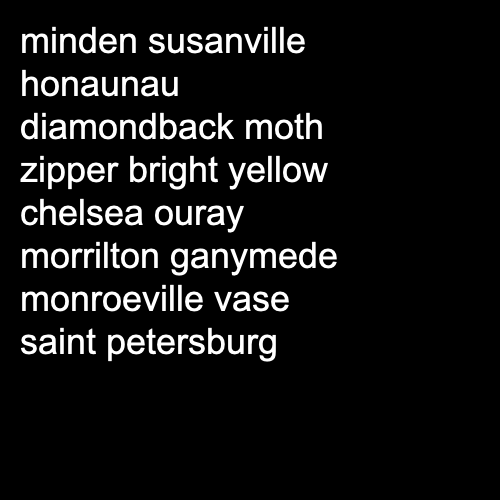 minden susanville
honaunau
diamondback moth
zipper bright yellow
chelsea ouray
morrilton ganymede
monroeville vase
saint petersburg